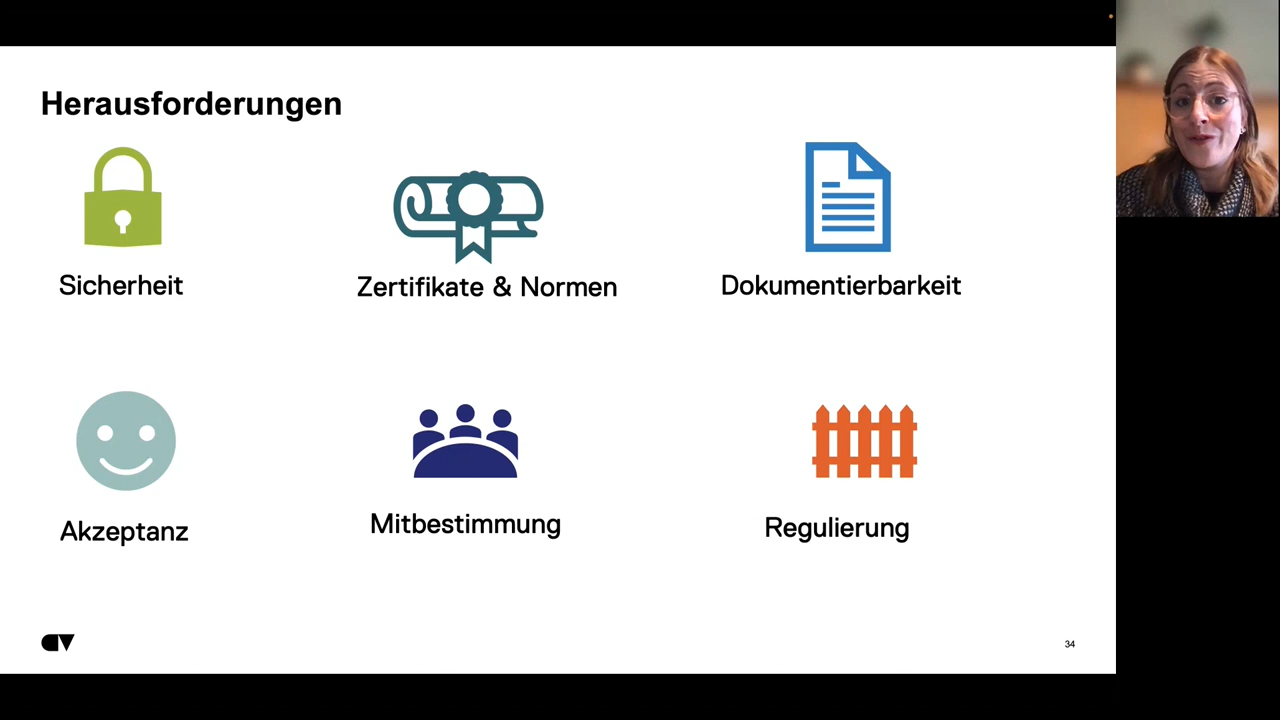 Herausforderungen
Sicherheit
Zertifikate & Normen
Dokumentierbarkeit
Akzeptanz
Mitbestimmung
Regulierung
34